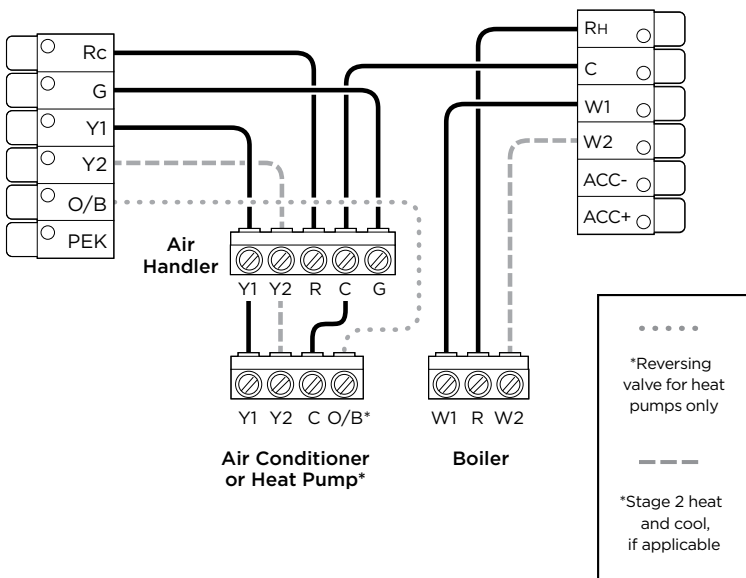 Rc
G
Y1
Y2
O/B
PEK
RH
C
W1
W2
ACC-
ACC+
Air
Handler
Y1 Y2 R C G
Y1 Y2 C O/B*
Air Conditioner
or Heat Pump*
W1 R W2
Boiler
*Reversing
valve for heat
pumps only
*Stage 2 heat
and cool,
if applicable